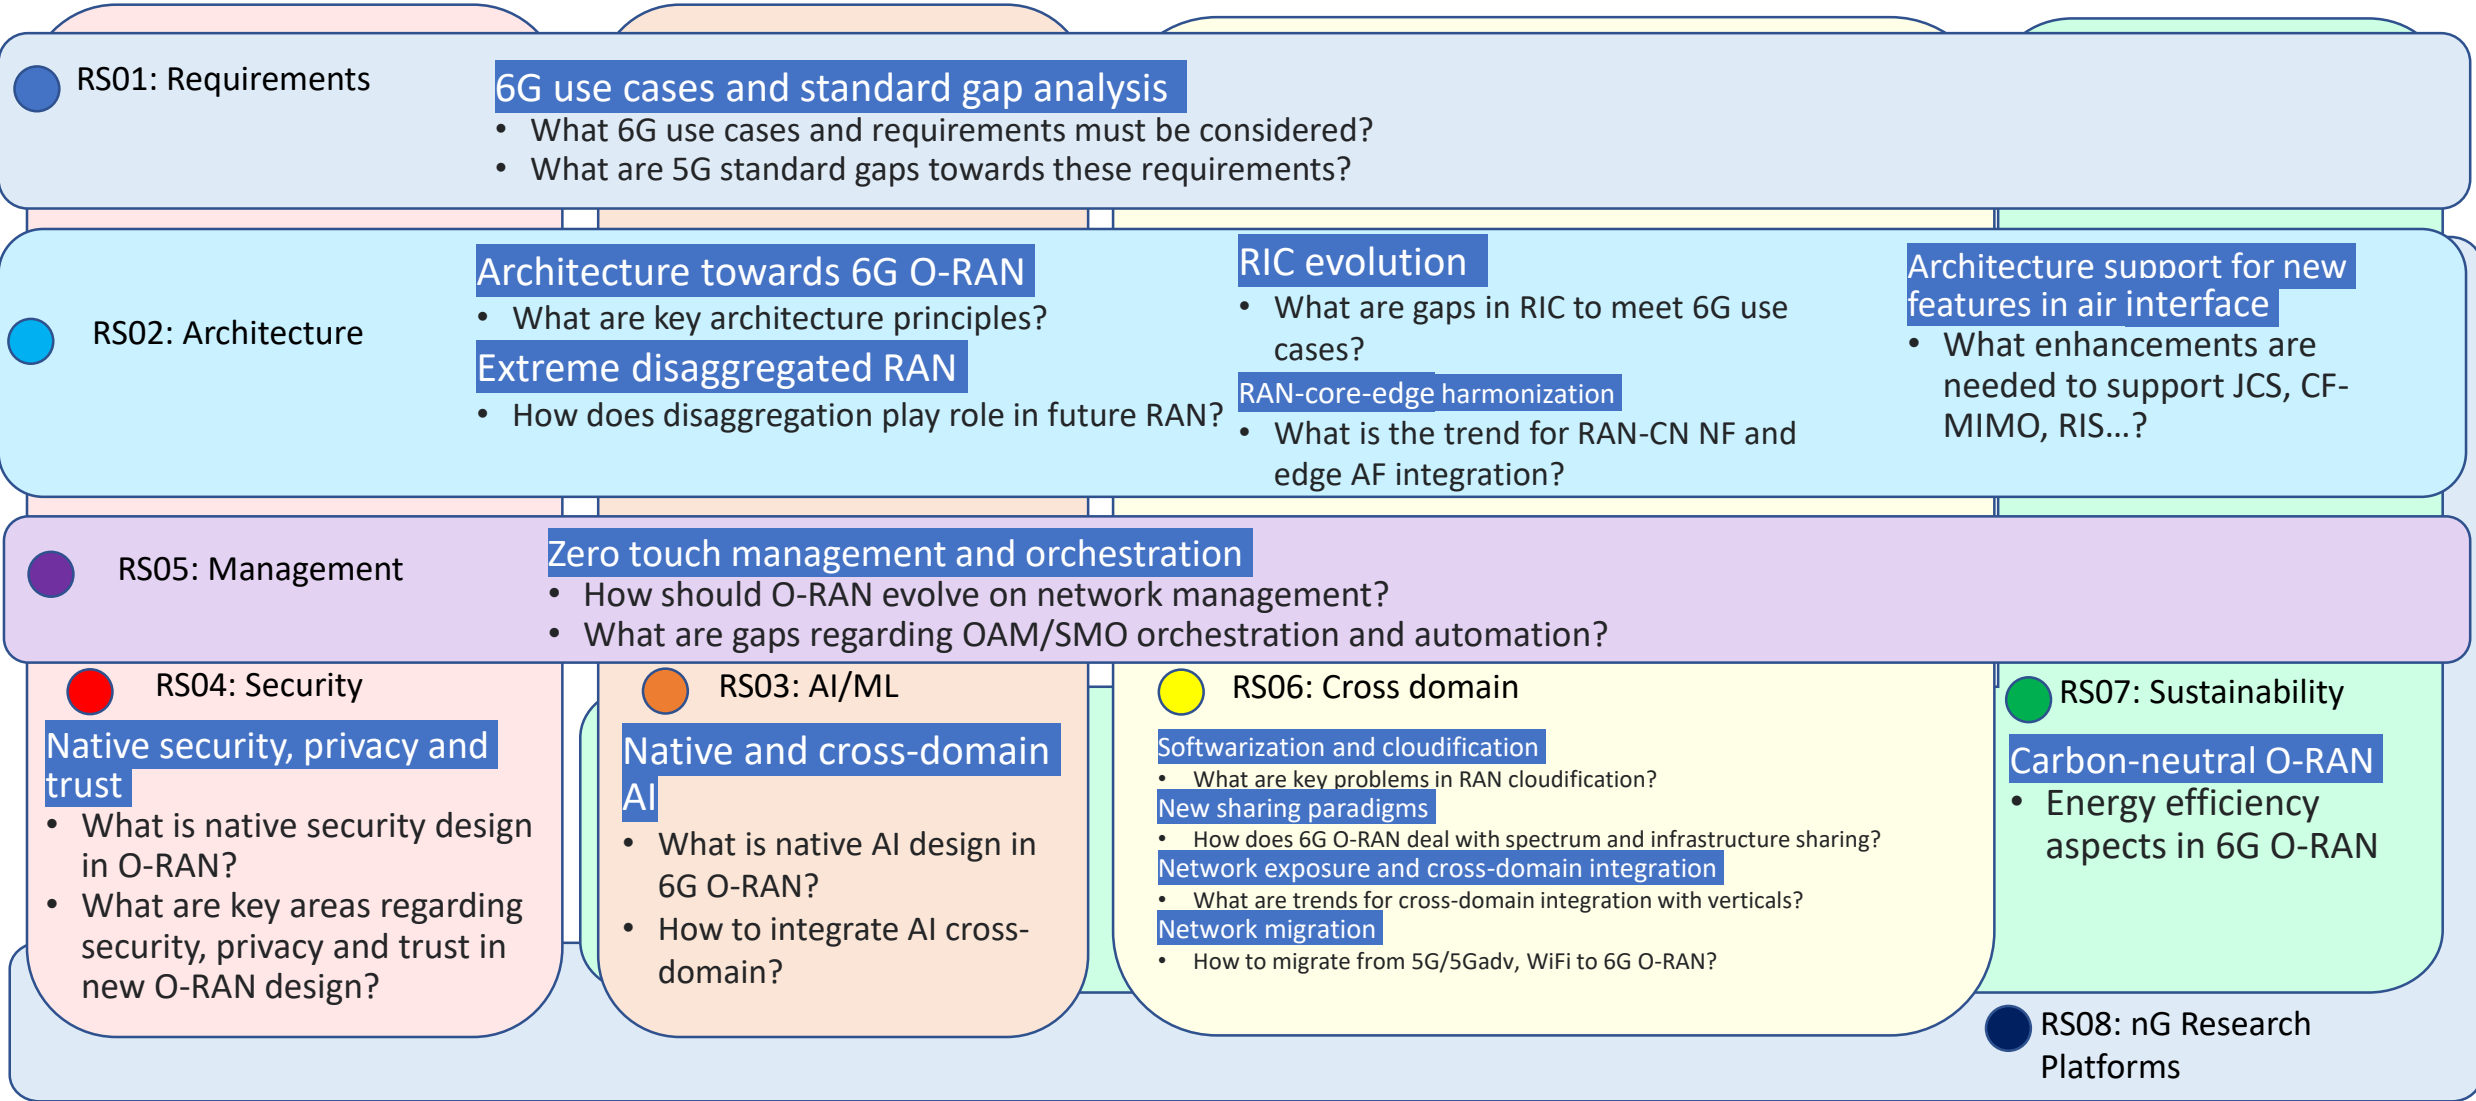 RS01: Requirements
6G use cases and standard gap analysis
• What 6G use cases and requirements must be considered?
• What are 5G standard gaps towards these requirements?
RS02: Architecture
Architecture towards 6G O-RAN
• What are key architecture principles?
Extreme disaggregated RAN
• How does disaggregation play role in future RAN?
RIC evolution
• What are gaps in RIC to meet 6G use
cases?
RAN-core-edge harmonization
• What is the trend for RAN-CN NF and
edge AF integration?
Architecture support for new
features in air interface
• What enhancements are
needed to support JCS, CF-
MIMO, RIS...?
RS05: Management
Zero touch management and orchestration
• How should O-RAN evolve on network management?
• What are gaps regarding OAM/SMO orchestration and automation?
RS04: Security
Native security, privacy and
trust
• What is native security design
in O-RAN?
• What are key areas regarding
security, privacy and trust in
new O-RAN design?
RS03: AI/ML
Native and cross-domain
AI
• What is native AI design in
6G O-RAN?
• How to integrate AI cross-
domain?
RS06: Cross domain
Softwarization and cloudification
• What are key problems in RAN cloudification?
New sharing paradigms
• How does 6G O-RAN deal with spectrum and infrastructure sharing?
Network exposure and cross-domain integration
• What are trends for cross-domain integration with verticals?
Network migration
• How to migrate from 5G/5Gadv, WiFi to 6G O-RAN?
RS07: Sustainability
Carbon-neutral O-RAN
• Energy efficiency
aspects in 6G O-RAN
RS08: nG Research
Platforms